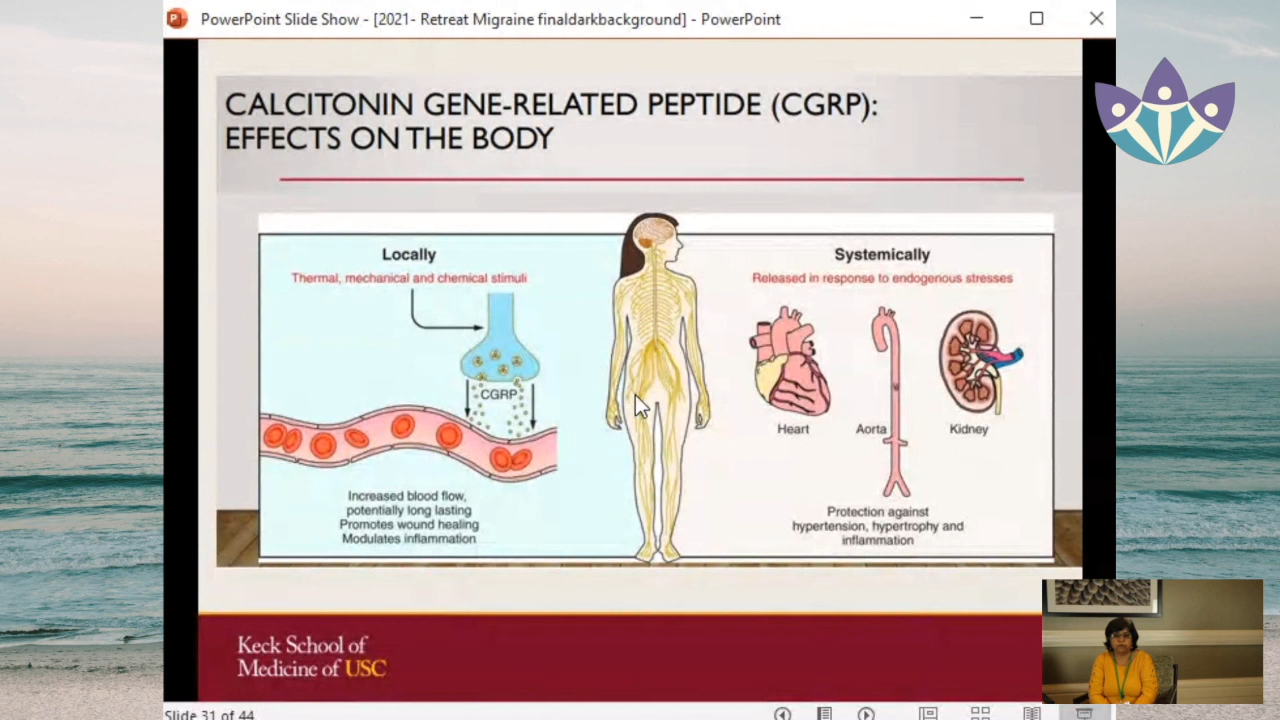 PowerPoint Slide Show - [2021- Retreat Migraine finaldarkbackground] - PowerPoint
CALCITONIN GENE-RELATED PEPTIDE (CGRP):
EFFECTS ON THE BODY
Locally
Thermal, mechanical and chemical stimuli
CGRP
Increased blood flow,
potentially long lasting
Promotes wound healing
Modulates inflammation
Systemically
Released in response to endogenous stresses
Heart
Aorta
Kidney
Protection against
hypertension, hypertrophy and
inflammation
Keck School of
Medicine of USC
Slide 31 of 44